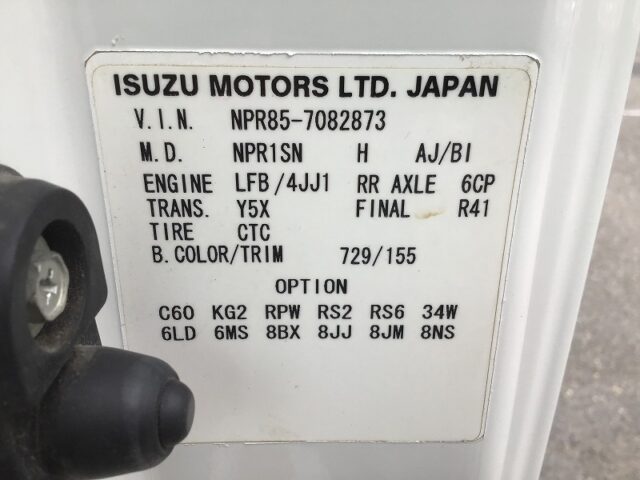 ISUZU MOTORS LTD. JAPAN
V.I.N. NPR85-7082873
M.D. NPR1SN H AJ/BI
ENGINE LFB/4JJ1 RR AXLE 6CP
TRANS. Y5X FINAL R41
TIRE CTC
B.COLOR/TRIM 729/155
OPTION
C60 KG2 RPW RS2 RS6 34W
6LD 6MS 8BX 8JJ 8JM 8NS